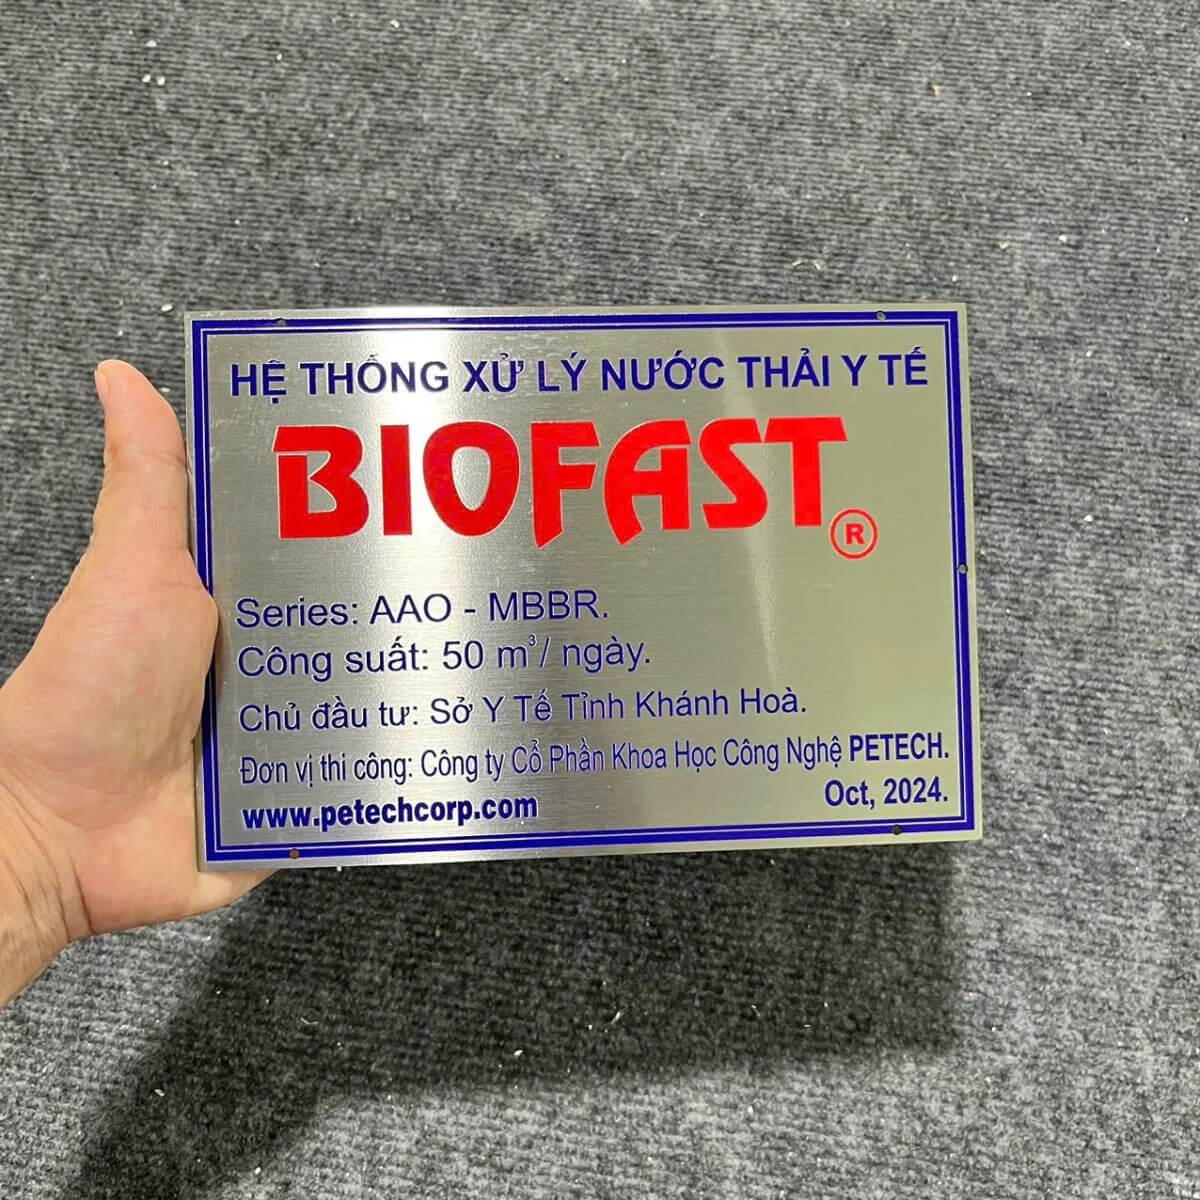 HỆ THỐNG XỬ LÝ NƯỚC THẢI Y TẾ
BIOFAST®
Series: AAO - MBBR.
Công suất: 50 m³/ ngày.
Chủ đầu tư: Sở Y Tế Tỉnh Khánh Hoà.
Đơn vị thi công: Công ty Cổ Phần Khoa Học Công Nghệ PETECH.
www.petechcorp.com
Oct, 2024.